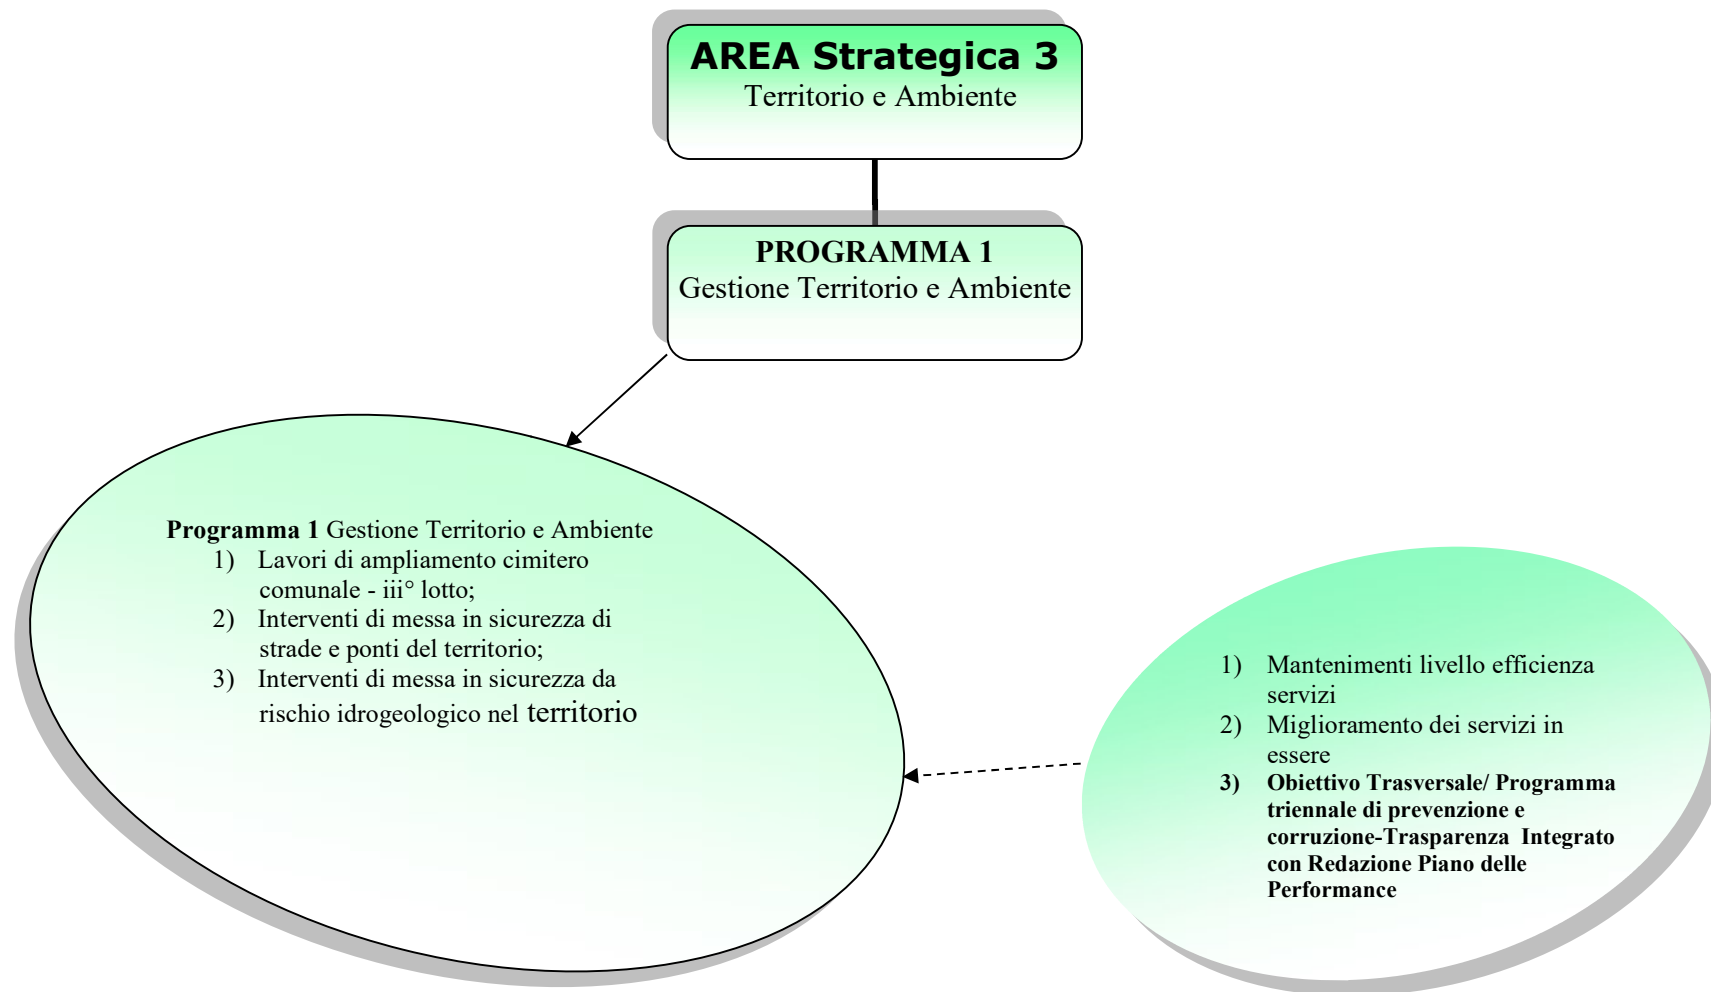 AREA Strategica 3
Territorio e Ambiente
PROGRAMMA 1
Gestione Territorio e Ambiente
Programma 1 Gestione Territorio e Ambiente
1) Lavori di ampliamento cimitero
comunale - iii° lotto;
2) Interventi di messa in sicurezza di
strade e ponti del territorio;
3) Interventi di messa in sicurezza da
rischio idrogeologico nel territorio
1) Mantenimenti livello efficienza
servizi
2) Miglioramento dei servizi in
essere
3) Obiettivo Trasversale/ Programma
triennale di prevenzione e
corruzione-Trasparenza Integrato
con Redazione Piano delle
Performance